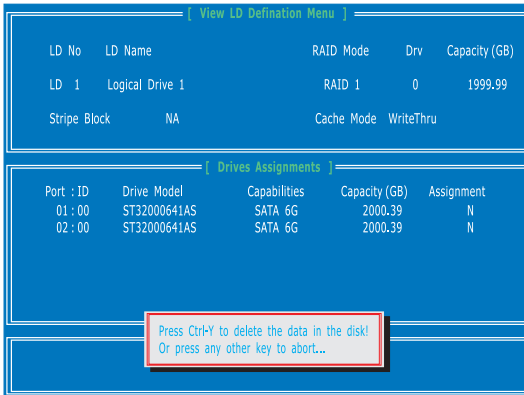 [ View LD Defination Menu ]
LD No LD Name RAID Mode Drv Capacity (GB)
LD 1 Logical Drive 1 RAID 1 0 1999.99
Stripe Block NA Cache Mode WriteThru
[ Drives Assignments ]
Port : ID Drive Model Capabilities Capacity (GB) Assignment
01 : 00 ST32000641AS SATA 6G 2000.39 N
02 : 00 ST32000641AS SATA 6G 2000.39 N
Press Ctrl-Y to delete the data in the disk!
Or press any other key to abort...